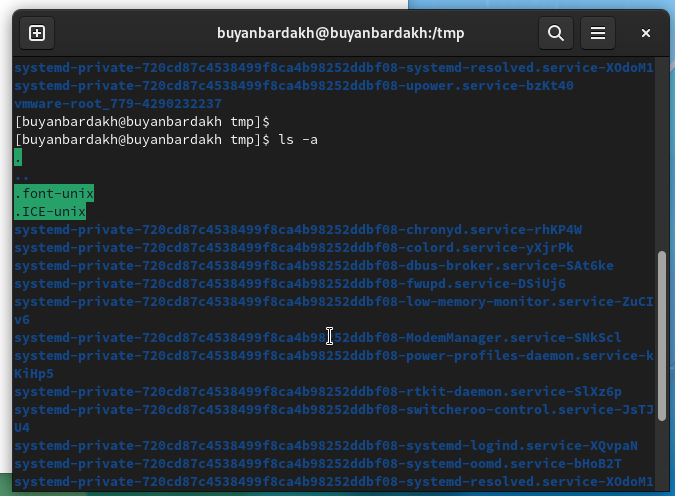 buyanbardakh@buyanbardakh:/tmp
systemd-private-720cd87c4538499f8ca4b98252ddbf08-systemd-resolved.service-XOdoM1
systemd-private-720cd87c4538499f8ca4b98252ddbf08-upower.service-bzKt40
vmware-root_779-4290232237
[buyanbardakh@buyanbardakh tmp]$
[buyanbardakh@buyanbardakh tmp]$ ls -a
.
..
.font-unix
.ICE-unix
systemd-private-720cd87c4538499f8ca4b98252ddbf08-chronyd.service-rhKP4W
systemd-private-720cd87c4538499f8ca4b98252ddbf08-colord.service-yXjrPk
systemd-private-720cd87c4538499f8ca4b98252ddbf08-dbus-broker.service-SAt6ke
systemd-private-720cd87c4538499f8ca4b98252ddbf08-fwupd.service-DSiUj6
systemd-private-720cd87c4538499f8ca4b98252ddbf08-low-memory-monitor.service-ZuCI
v6
systemd-private-720cd87c4538499f8ca4b98252ddbf08-ModemManager.service-SNkScl
systemd-private-720cd87c4538499f8ca4b98252ddbf08-power-profiles-daemon.service-k
KiHp5
systemd-private-720cd87c4538499f8ca4b98252ddbf08-rtkit-daemon.service-SlXz6p
systemd-private-720cd87c4538499f8ca4b98252ddbf08-switcheroo-control.service-JsTJ
U4
systemd-private-720cd87c4538499f8ca4b98252ddbf08-systemd-logind.service-XQvpaN
systemd-private-720cd87c4538499f8ca4b98252ddbf08-systemd-oomd.service-bHoB2T
systemd-private-720cd87c4538499f8ca4b98252ddbf08-systemd-resolved.service-XOdoM1